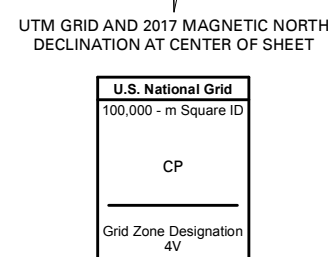 UTM GRID AND 2017 MAGNETIC NORTH
DECLINATION AT CENTER OF SHEET
U.S. National Grid
100,000 - m Square ID
CP
Grid Zone Designation
4V